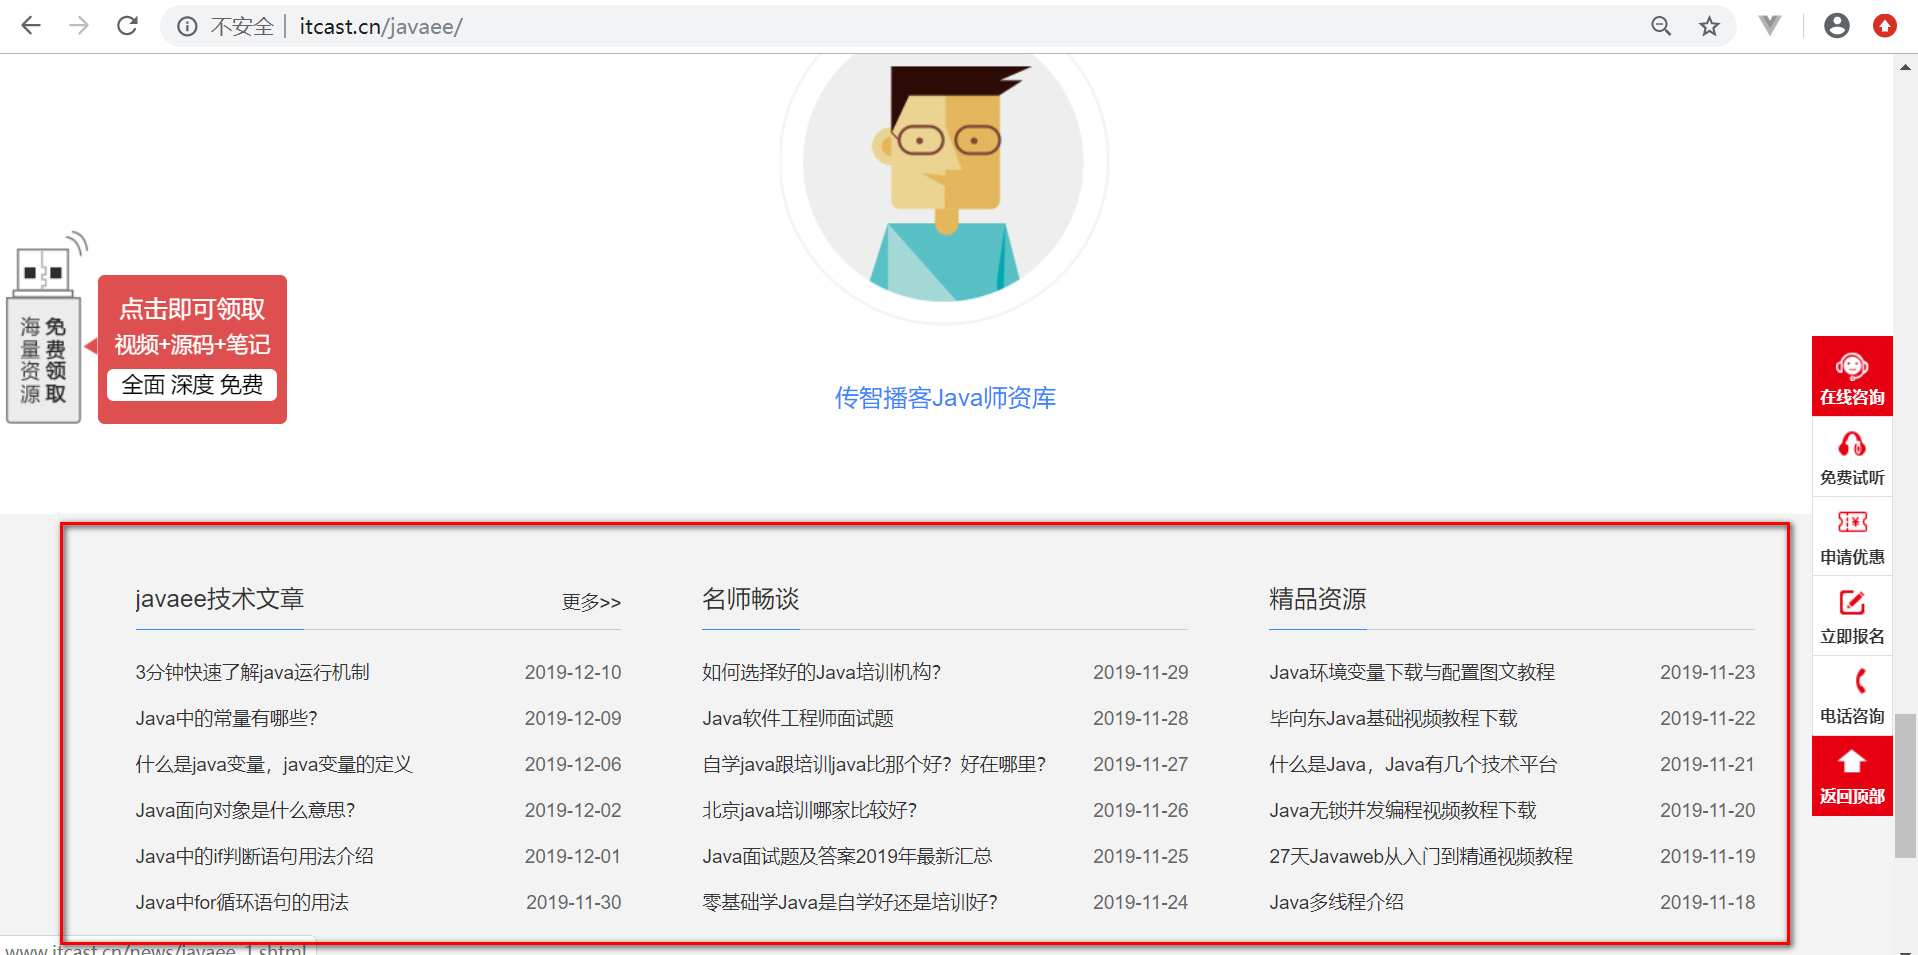 不安全 itcast.cn/javaee/
海量资源
免费领取
点击即可领取
视频+源码+笔记
全面 深度 免费
传智播客Java师资库
在线咨询
免费试听
申请优惠
立即报名
电话咨询
返回顶部
javaee技术文章 更多>>
3分钟快速了解java运行机制 2019-12-10
Java中的常量有哪些? 2019-12-09
什么是java变量，java变量的定义 2019-12-06
Java面向对象是什么意思? 2019-12-02
Java中的if判断语句用法介绍 2019-12-01
Java中for循环语句的用法 2019-11-30
名师畅谈
如何选择好的Java培训机构? 2019-11-29
Java软件工程师面试题 2019-11-28
自学java跟培训java比那个好？好在哪里? 2019-11-27
北京java培训哪家比较好? 2019-11-26
Java面试题及答案2019年最新汇总 2019-11-25
零基础学Java是自学好还是培训好? 2019-11-24
精品资源
Java环境变量下载与配置图文教程 2019-11-23
毕向东Java基础视频教程下载 2019-11-22
什么是Java，Java有几个技术平台 2019-11-21
Java无锁并发编程视频教程下载 2019-11-20
27天Javaweb从入门到精通视频教程 2019-11-19
Java多线程介绍 2019-11-18
www.itcast.cn/news/javaee_1.shtml